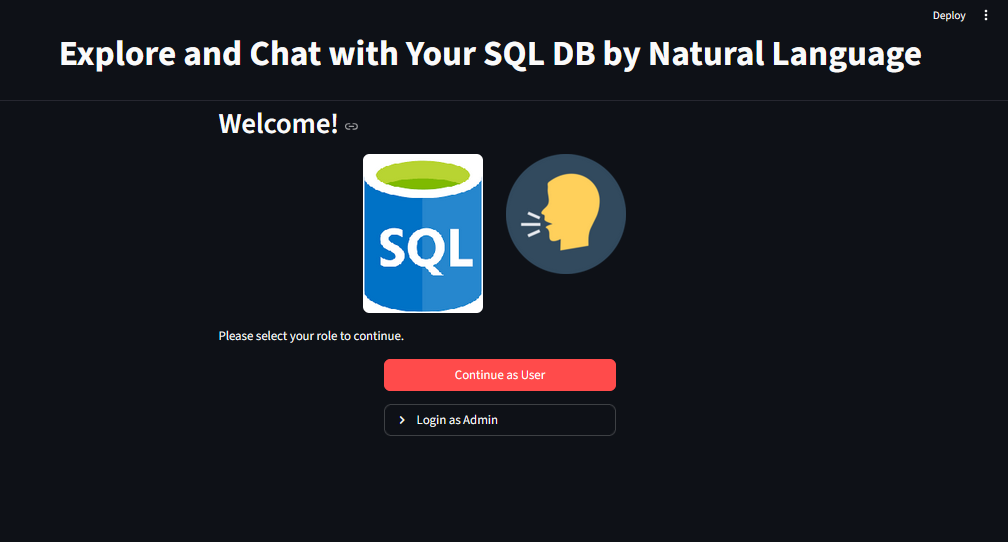 Deploy
Explore and Chat with Your SQL DB by Natural Language
Welcome!
SQL
Please select your role to continue.
Continue as User
Login as Admin